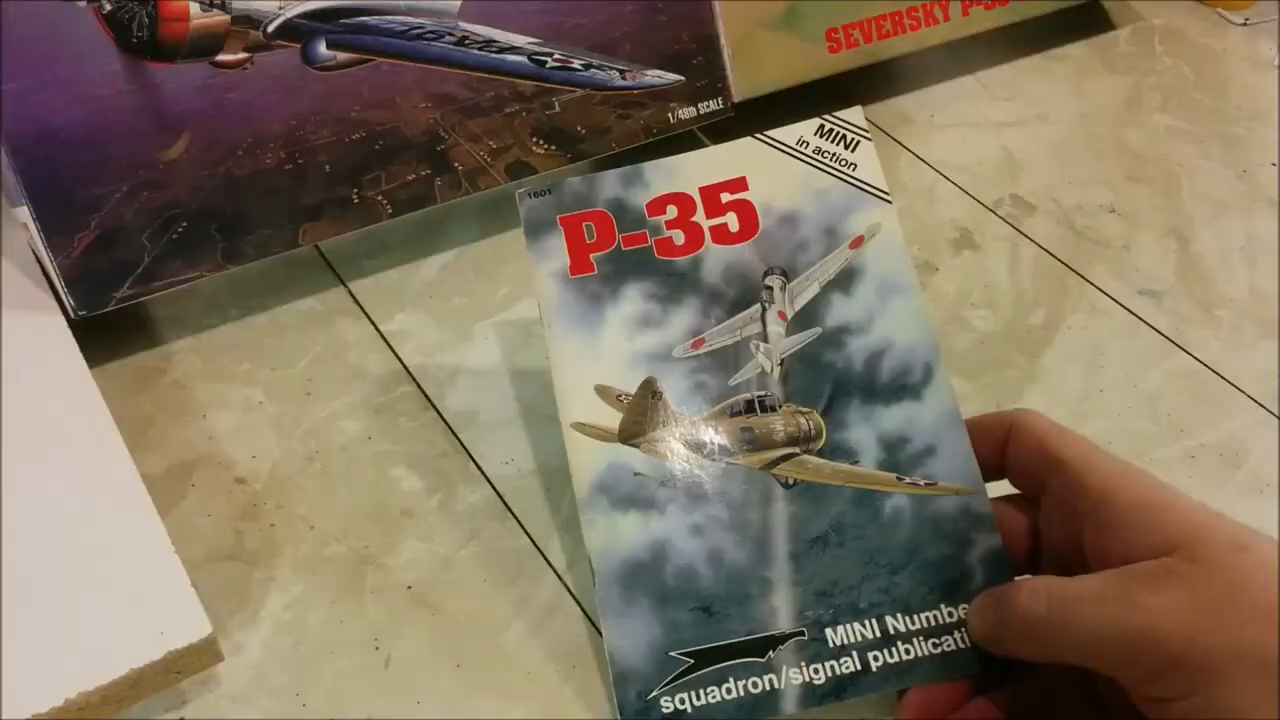 SEVERSKY P-35
1/48th SCALE
MINI
in action
1601
P-35
MINI Numbe
squadron/signal publicati